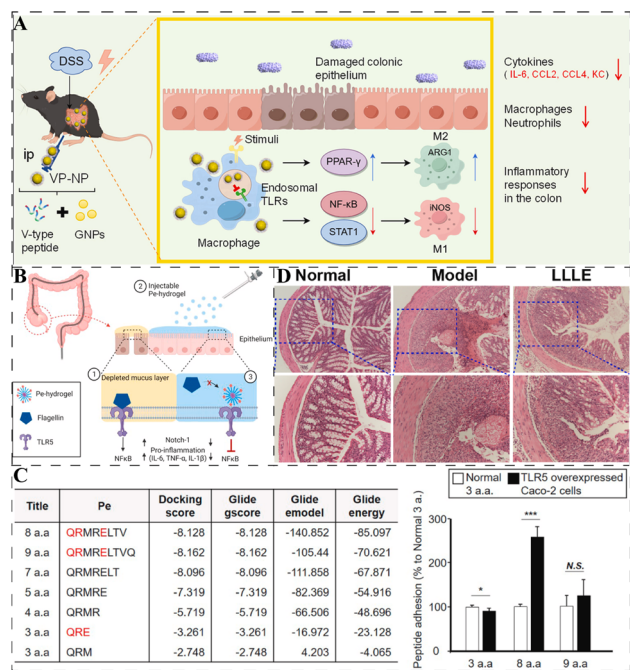 A
DSS
ip
VP-NP
V-type
peptide
GNPs
Damaged colonic
epithelium
Stimuli
Endosomal
TLRs
Macrophage
PPAR-γ
NF-κB
STAT1
M2
ARG1
iNOS
M1
Cytokines
( IL-6, CCL2, CCL4, KC)
Macrophages
Neutrophils
Inflammatory
responses
in the colon
B
2 Injectable
Pe-hydrogel
Epithelium
1
Depleted mucus layer
3
Pe-hydrogel
Flagellin
TLR5
NFκB
Notch-1
Pro-inflammation
(IL-6, TNF-α, IL-1β)
NFκB
D Normal Model LLLE
C
Title Pe Docking score Glide gscore Glide emodel Glide energy
8 a.a QRMRELTV -8.128 -8.128 -140.852 -85.097
9 a.a QRMRELTVQ -8.162 -8.162 -105.44 -70.621
7 a.a QRMRELT -8.096 -8.096 -111.858 -67.871
5 a.a QRMRE -7.319 -7.319 -82.369 -54.916
4 a.a QRMR -5.719 -5.719 -66.506 -48.696
3 a.a QRE -3.261 -3.261 -16.972 -23.128
3 a.a QRM -2.748 -2.748 4.203 -4.065
Normal 3 a.a.
TLR5 overexpressed
Caco-2 cells
Peptide adhesion (% to Normal 3 a.)
300
200
100
0
*
***
N.S.
3 a.a 8 a.a 9 a.a